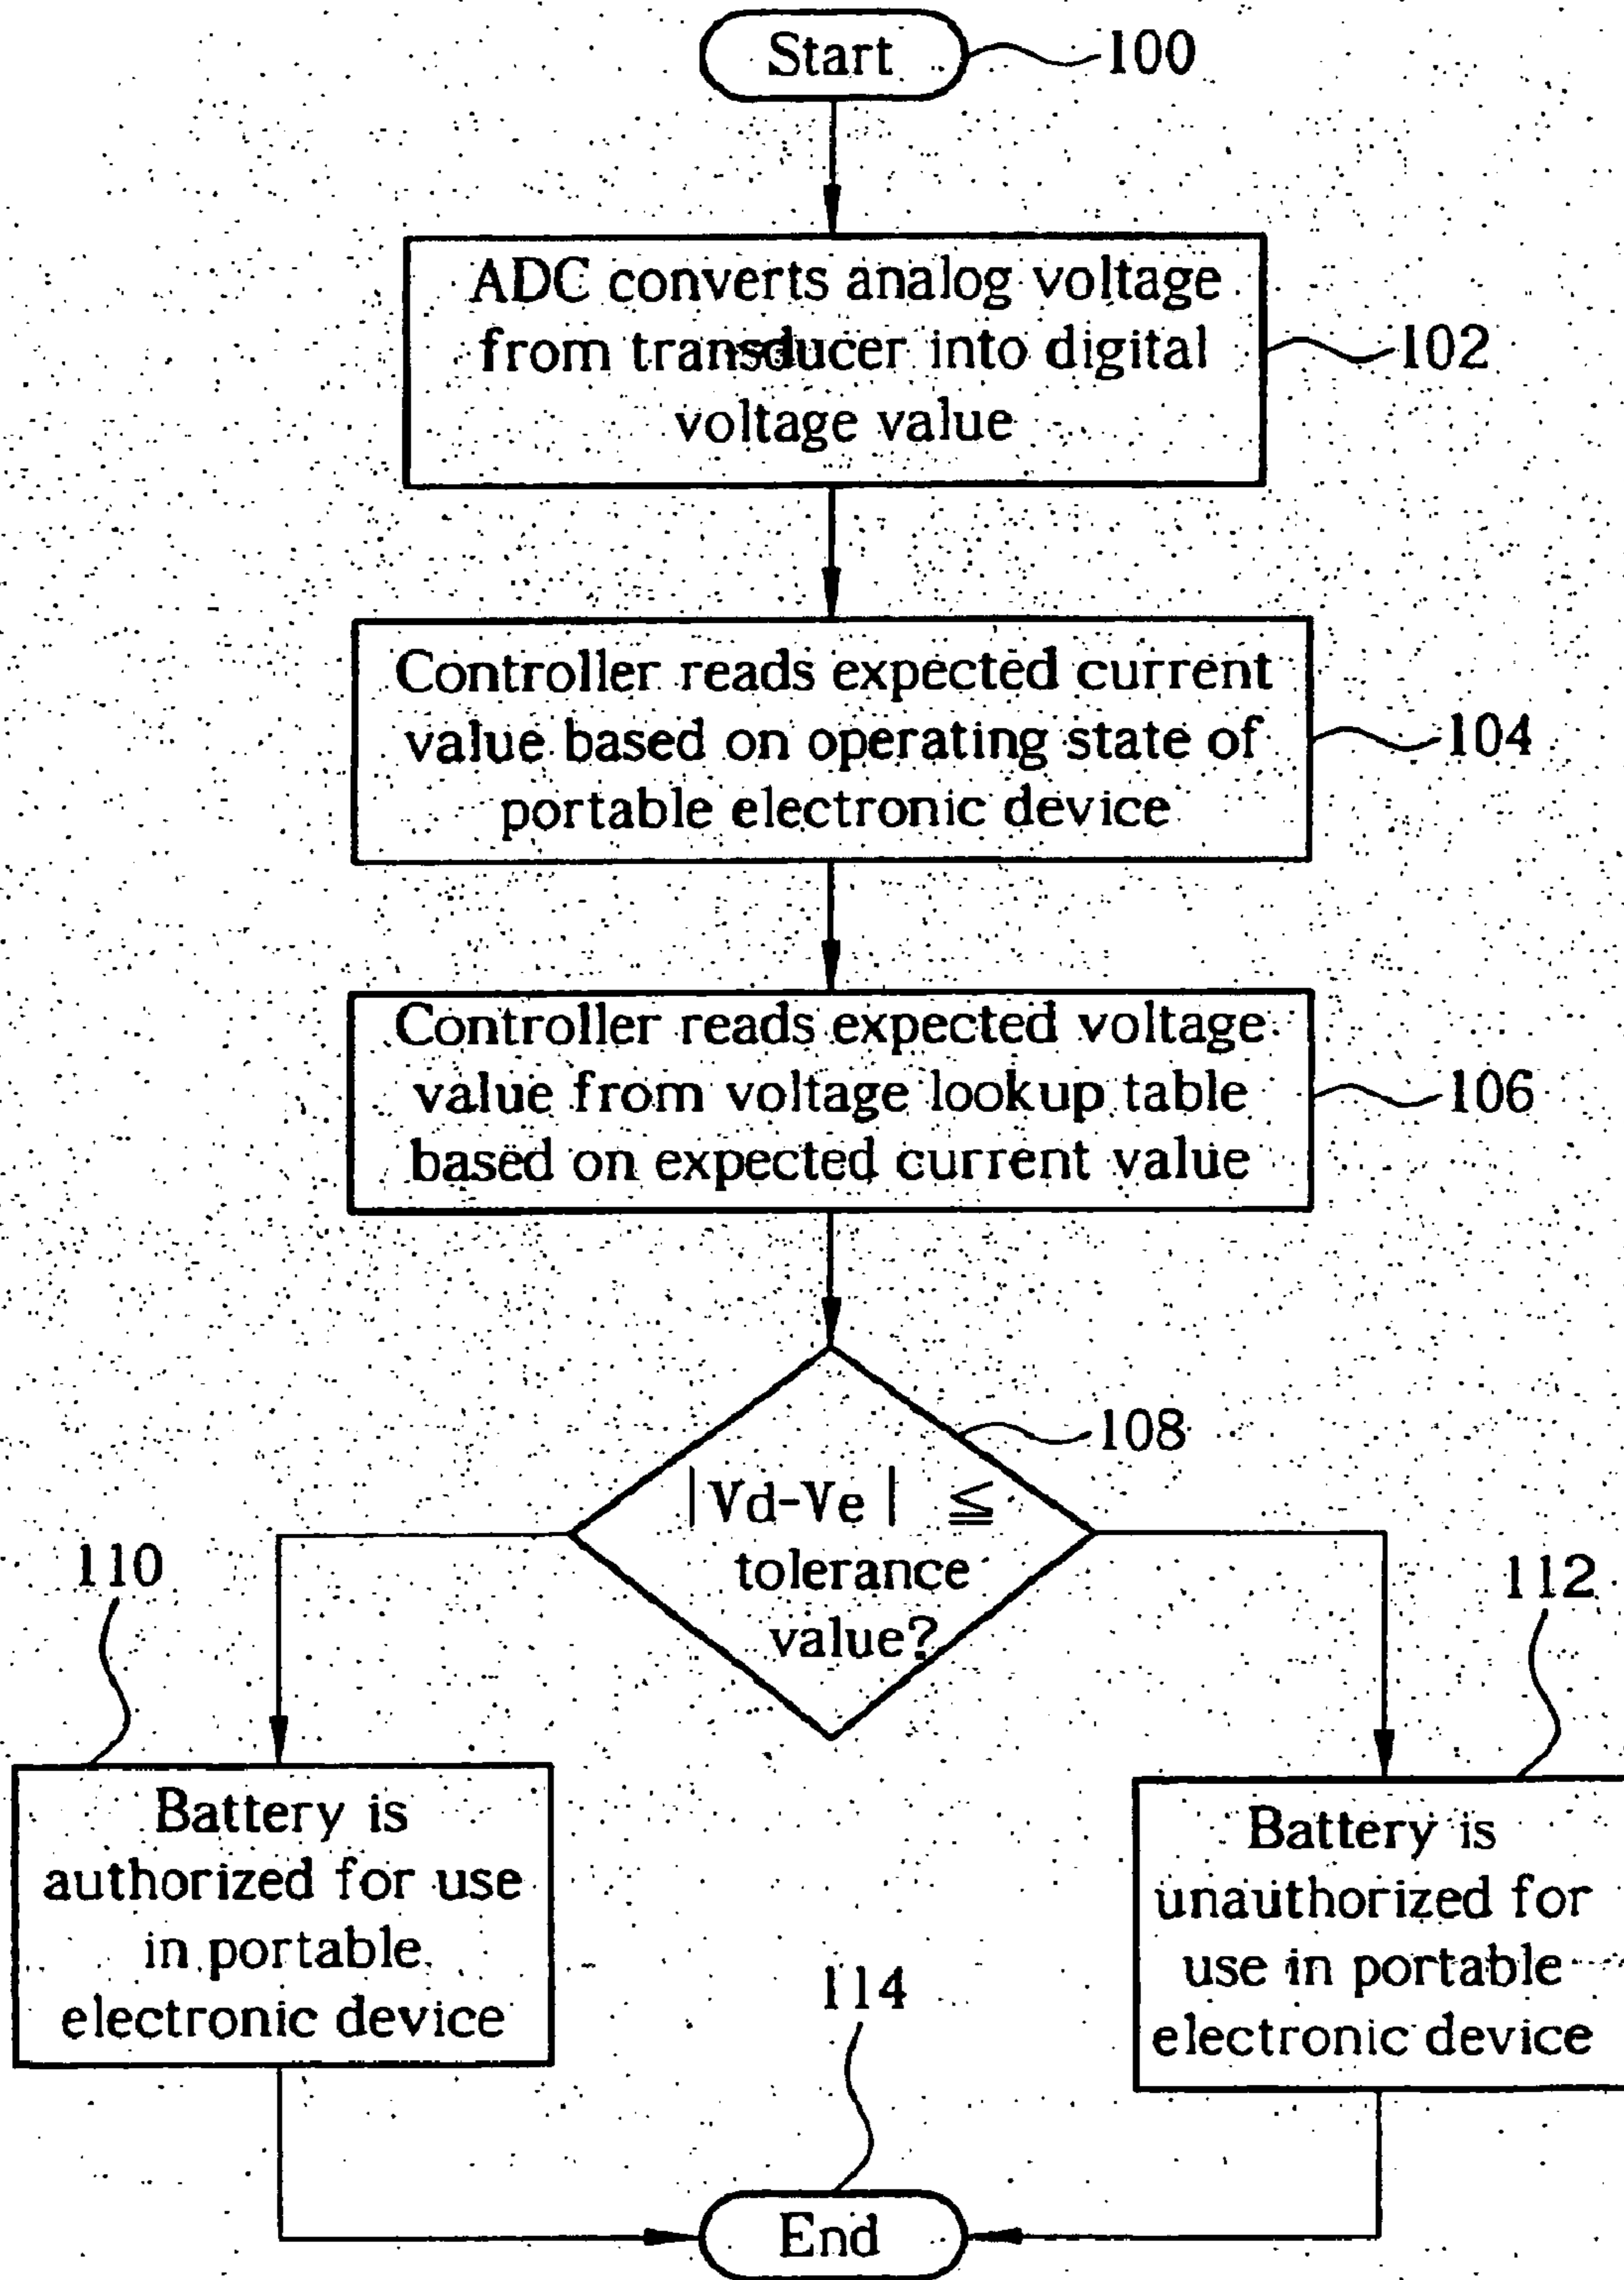 Start
100
ADC converts analog voltage
from transducer into digital
voltage value
102
Controller reads expected current
value based on operating state of
portable electronic device
104
Controller reads expected voltage
value from voltage lookup table
based on expected current value
106
108
|Vd-Ve| ≦
tolerance
value?
110
112
Battery is
authorized for use
in portable
electronic device
Battery is
unauthorized for
use in portable
electronic device
114
End